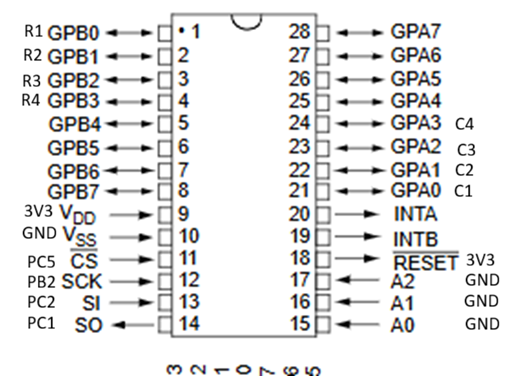 R1 GPB0 • 1 28 GPA7
R2 GPB1 2 27 GPA6
R3 GPB2 3 26 GPA5
R4 GPB3 4 25 GPA4
GPB4 5 24 GPA3 C4
GPB5 6 23 GPA2 C3
GPB6 7 22 GPA1 C2
GPB7 8 21 GPA0 C1
3V3 VDD 9 20 INTA
GND VSS 10 19 INTB
PC5 C̅S̅ 11 18 R̅E̅S̅E̅T̅ 3V3
PB2 SCK 12 17 A2 GND
PC2 SI 13 16 A1 GND
PC1 SO 14 15 A0 GND